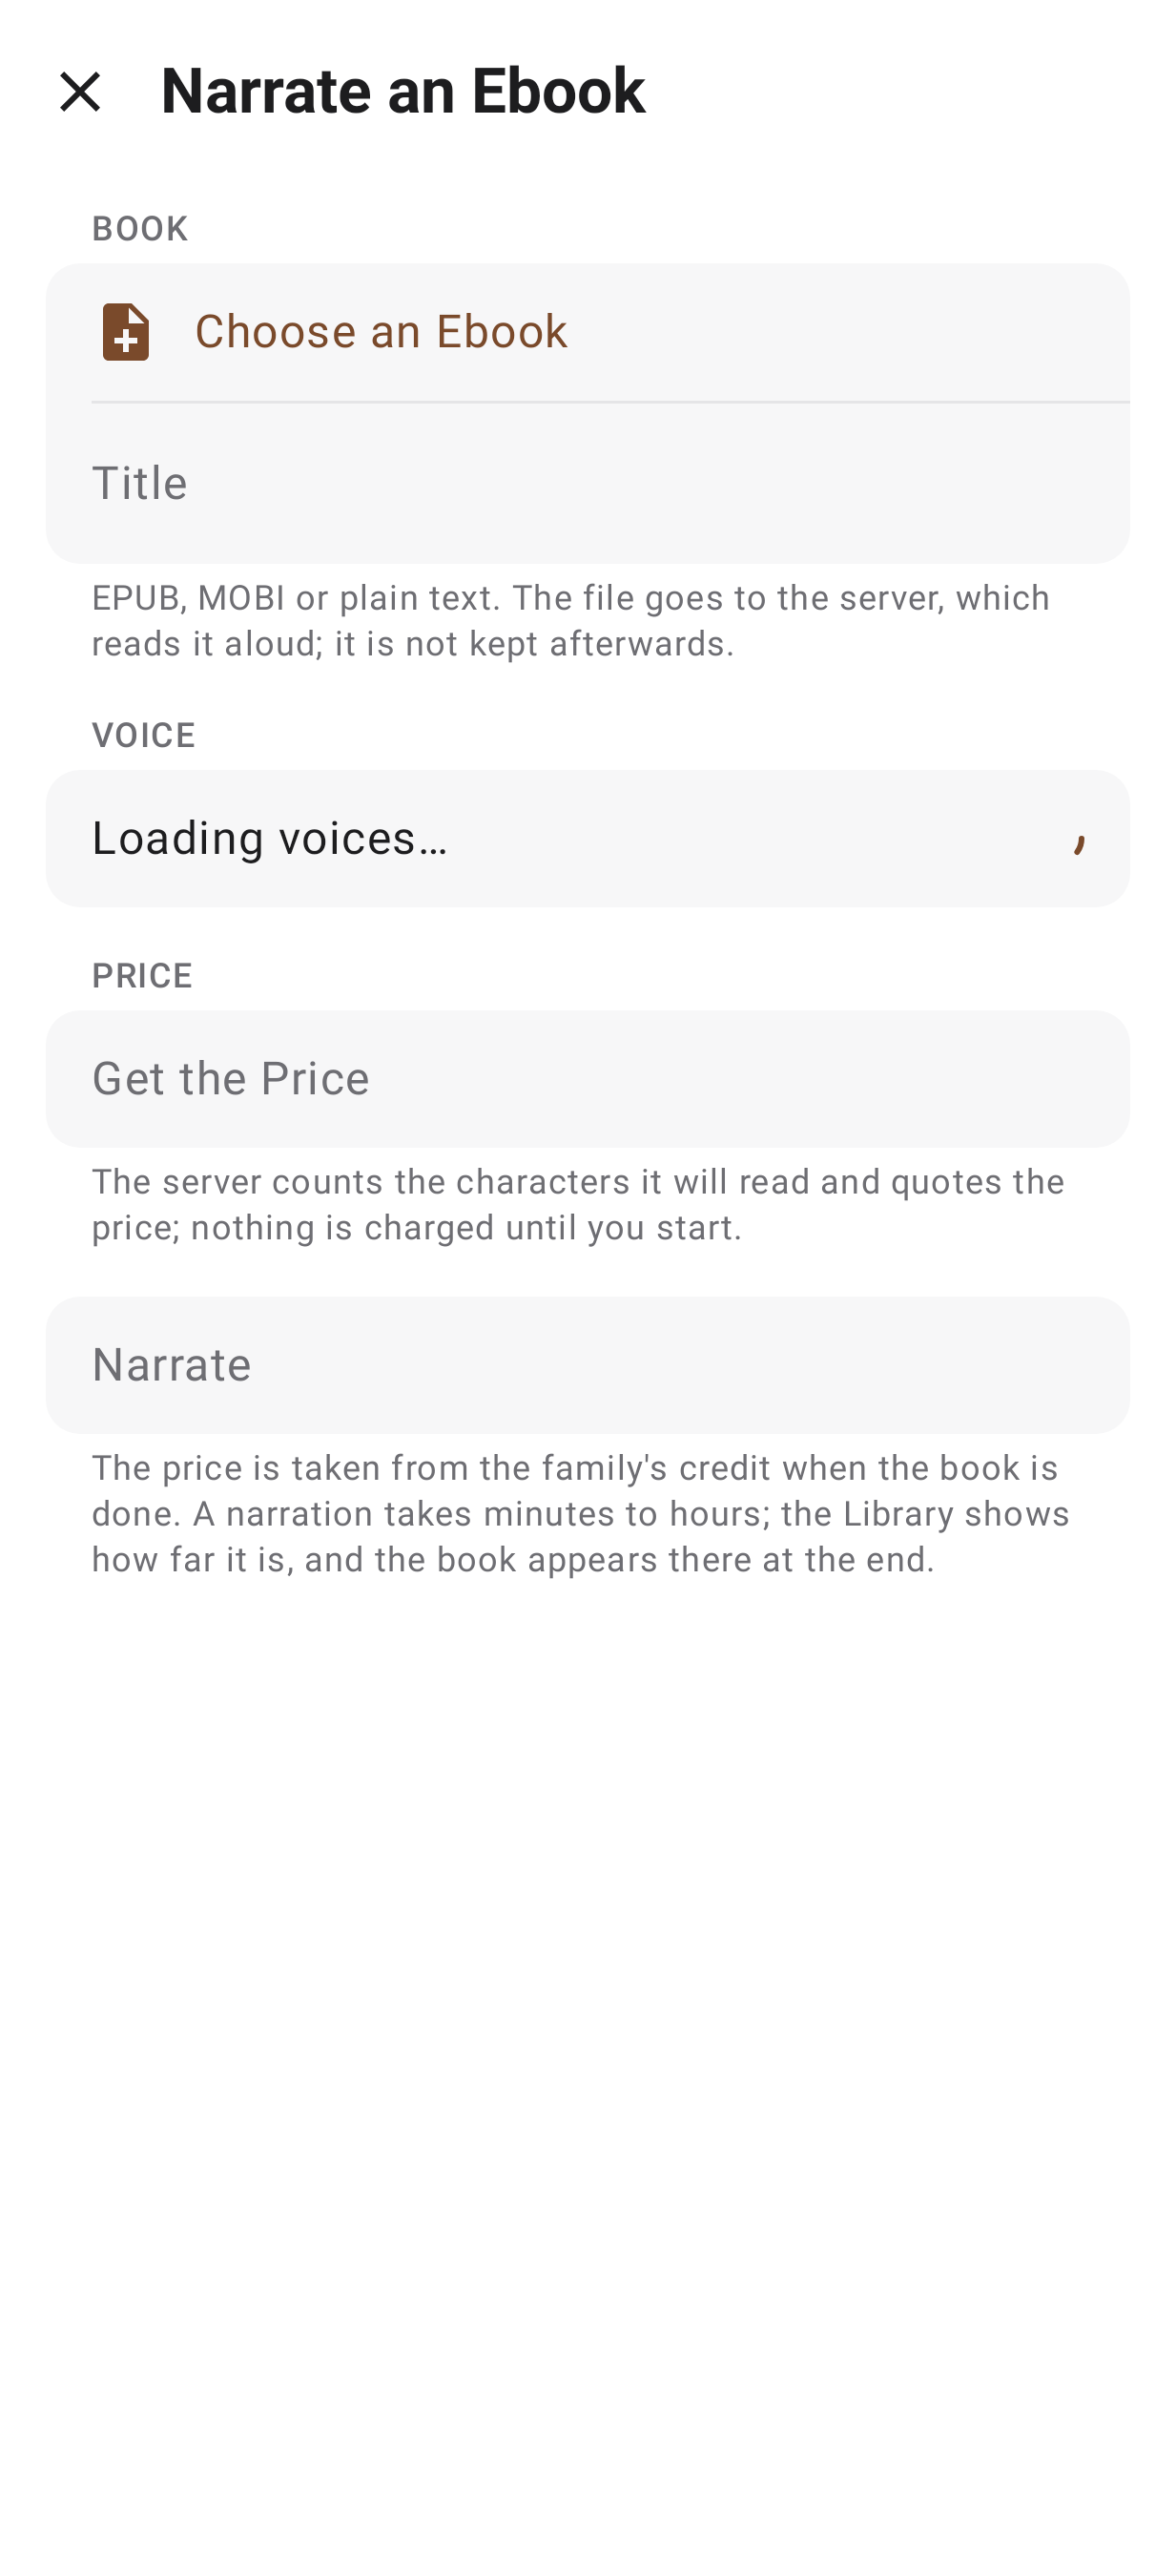 Narrate an Ebook
BOOK
Choose an Ebook
Title
EPUB, MOBI or plain text. The file goes to the server, which
reads it aloud; it is not kept afterwards.
VOICE
Loading voices…
PRICE
Get the Price
The server counts the characters it will read and quotes the
price; nothing is charged until you start.
Narrate
The price is taken from the family's credit when the book is
done. A narration takes minutes to hours; the Library shows
how far it is, and the book appears there at the end.